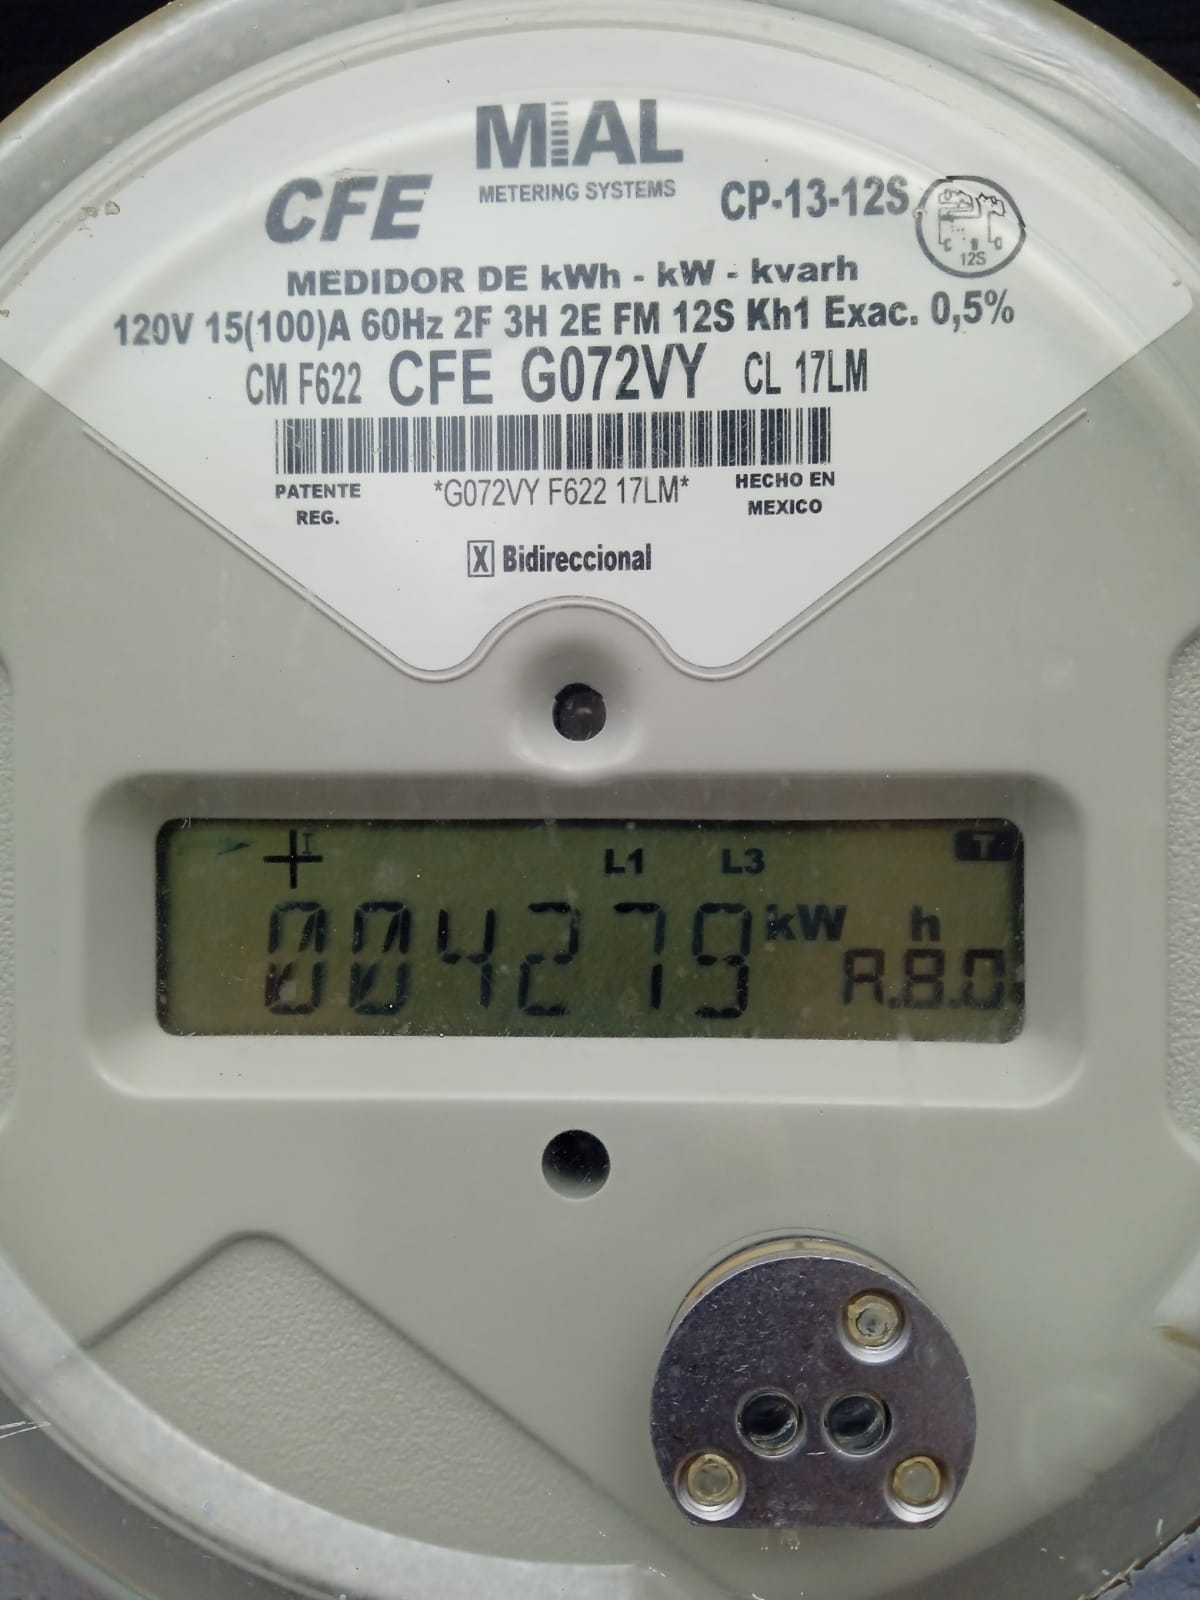 MIAL
METERING SYSTEMS
CFE
CP-13-12S
12S
MEDIDOR DE kWh - kW - kvarh
120V 15(100)A 60Hz 2F 3H 2E FM 12S Kh1 Exac. 0,5%
CM F622 CFE G072VY CL 17LM
PATENTE REG.
*G072VY F622 17LM*
HECHO EN MEXICO
X Bidireccional
+ L1 L3 T
004279 kW h
A.B.D.